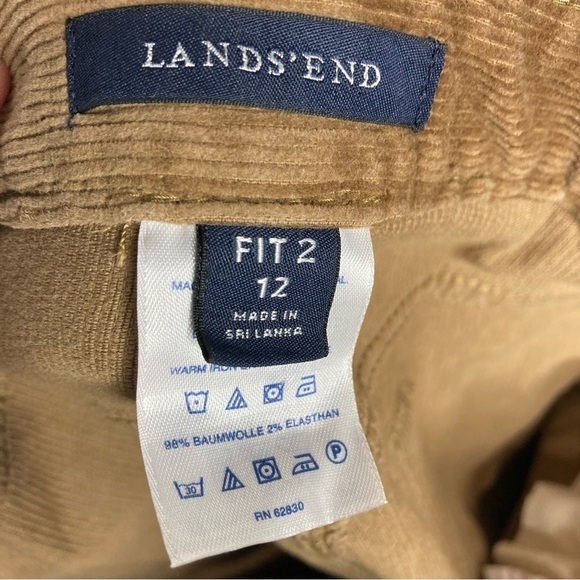 LANDS'END
FIT 2
12
MADE IN
SRI LANKA
WARM IRON
98% BAUMWOLLE 2% ELASTHAN
30
P
RN 62830